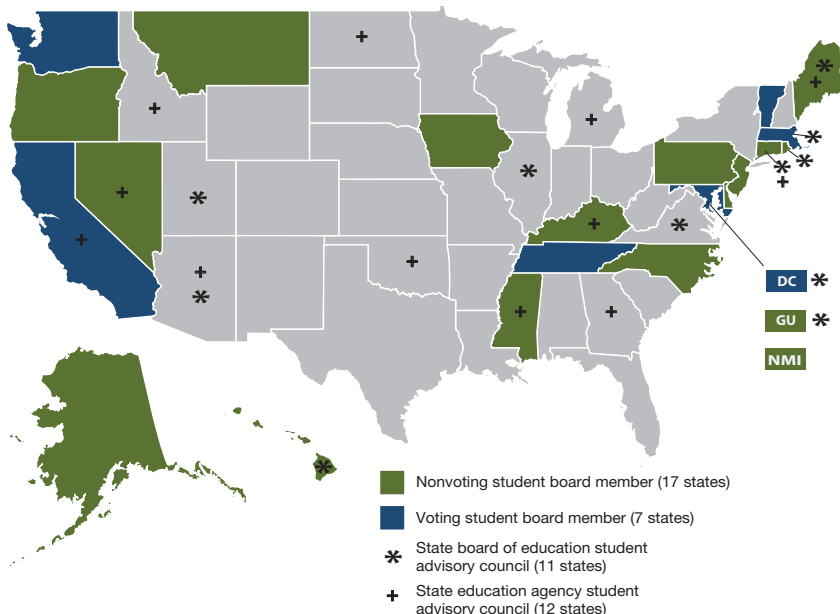 DC
GU
NMI
Nonvoting student board member (17 states)
Voting student board member (7 states)
State board of education student
advisory council (11 states)
State education agency student
advisory council (12 states)